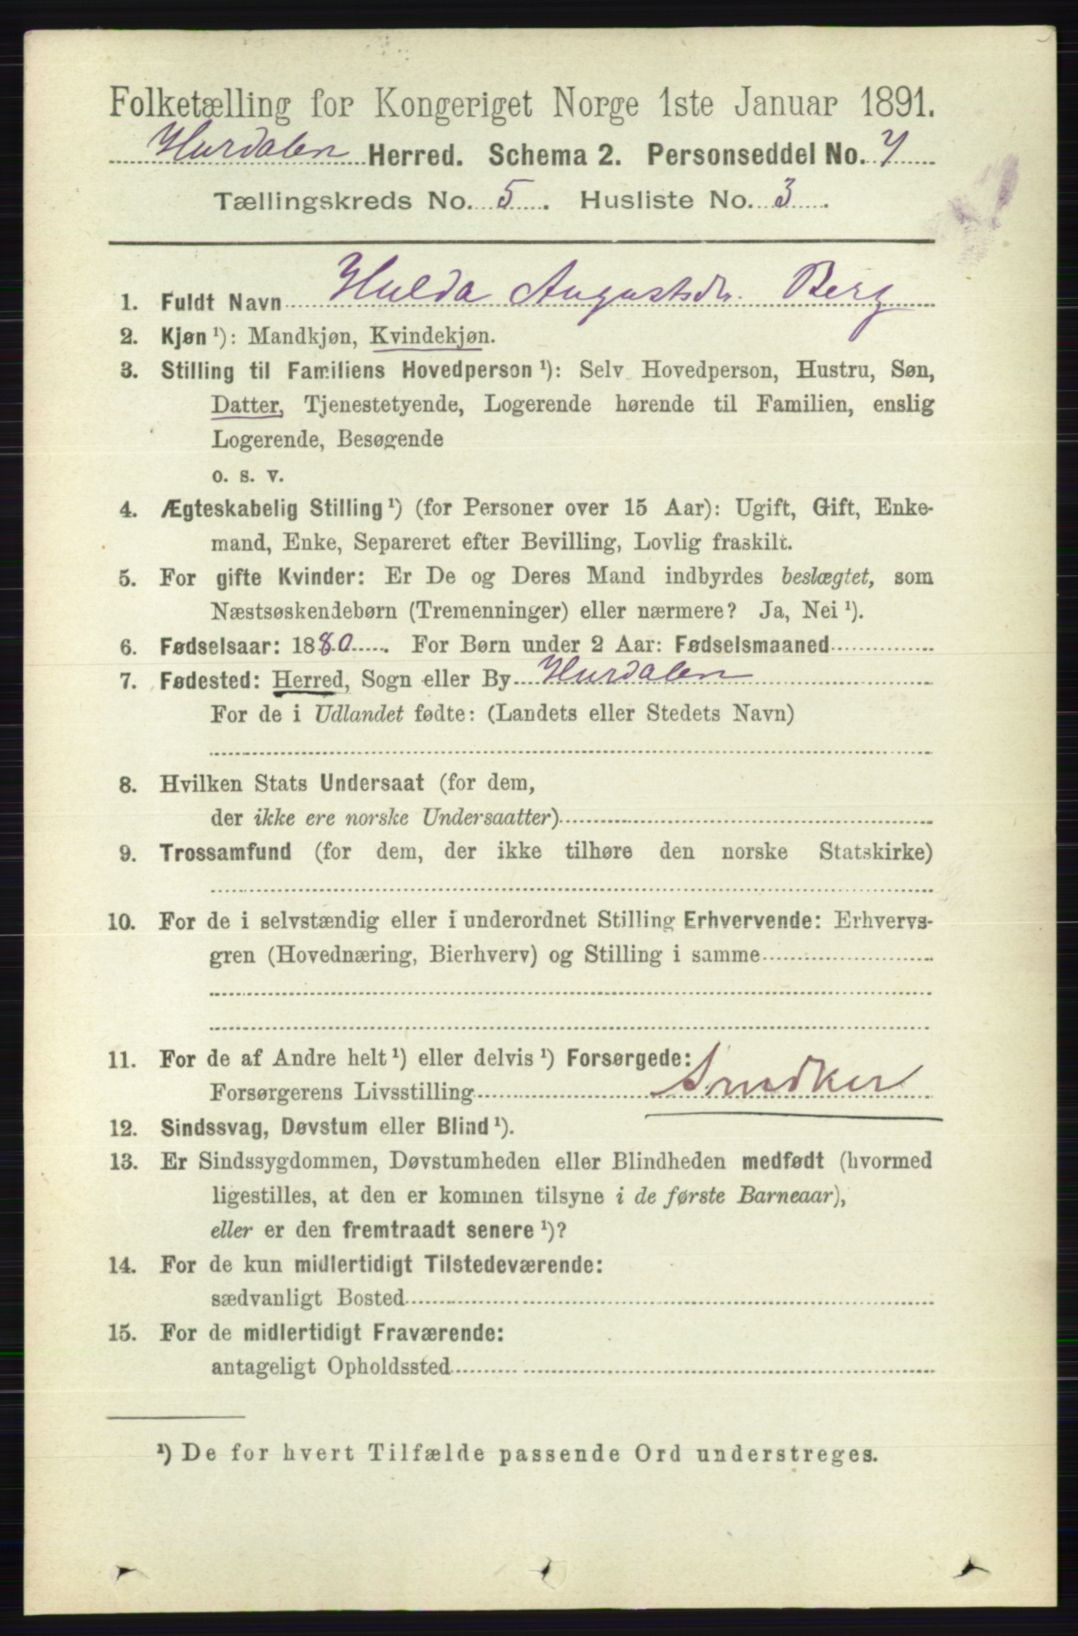 Folketælling for Kongeriget Norge 1ste Januar 1891.
Hurdalen Herred. Schema 2. Personseddel No. 7
Tællingskreds No. 5. Husliste No. 3.
1. Fuldt Navn Hulda Augustsdr. Berg
2. Kjøn ¹): Mandkjøn, Kvindekjøn.
3. Stilling til Familiens Hovedperson ¹): Selv Hovedperson, Hustru, Søn,
Datter, Tjenestetyende, Logerende hørende til Familien, enslig
Logerende, Besøgende
o. s. v.
4. Ægteskabelig Stilling ¹) (for Personer over 15 Aar): Ugift, Gift, Enke-
mand, Enke, Separeret efter Bevilling, Lovlig fraskilt.
5. For gifte Kvinder: Er De og Deres Mand indbyrdes beslægtet, som
Næstsøskendebørn (Tremenninger) eller nærmere? Ja, Nei ¹).
6. Fødselsaar: 1880. For Børn under 2 Aar: Fødselsmaaned
7. Fødested: Herred, Sogn eller By Hurdalen
For de i Udlandet fødte: (Landets eller Stedets Navn)
8. Hvilken Stats Undersaat (for dem,
der ikke ere norske Undersaatter)
9. Trossamfund (for dem, der ikke tilhøre den norske Statskirke)
10. For de i selvstændig eller i underordnet Stilling Erhvervende: Erhvervs-
gren (Hovednæring, Bierhverv) og Stilling i samme
11. For de af Andre helt ¹) eller delvis ¹) Forsørgede:
Forsørgerens Livsstilling Snedker
12. Sindssvag, Døvstum eller Blind ¹).
13. Er Sindssygdommen, Døvstumheden eller Blindheden medfødt (hvormed
ligestilles, at den er kommen tilsyne i de første Barneaar),
eller er den fremtraadt senere ¹)?
14. For de kun midlertidigt Tilstedeværende:
sædvanligt Bosted
15. For de midlertidigt Fraværende:
antageligt Opholdssted
¹) De for hvert Tilfælde passende Ord understreges.